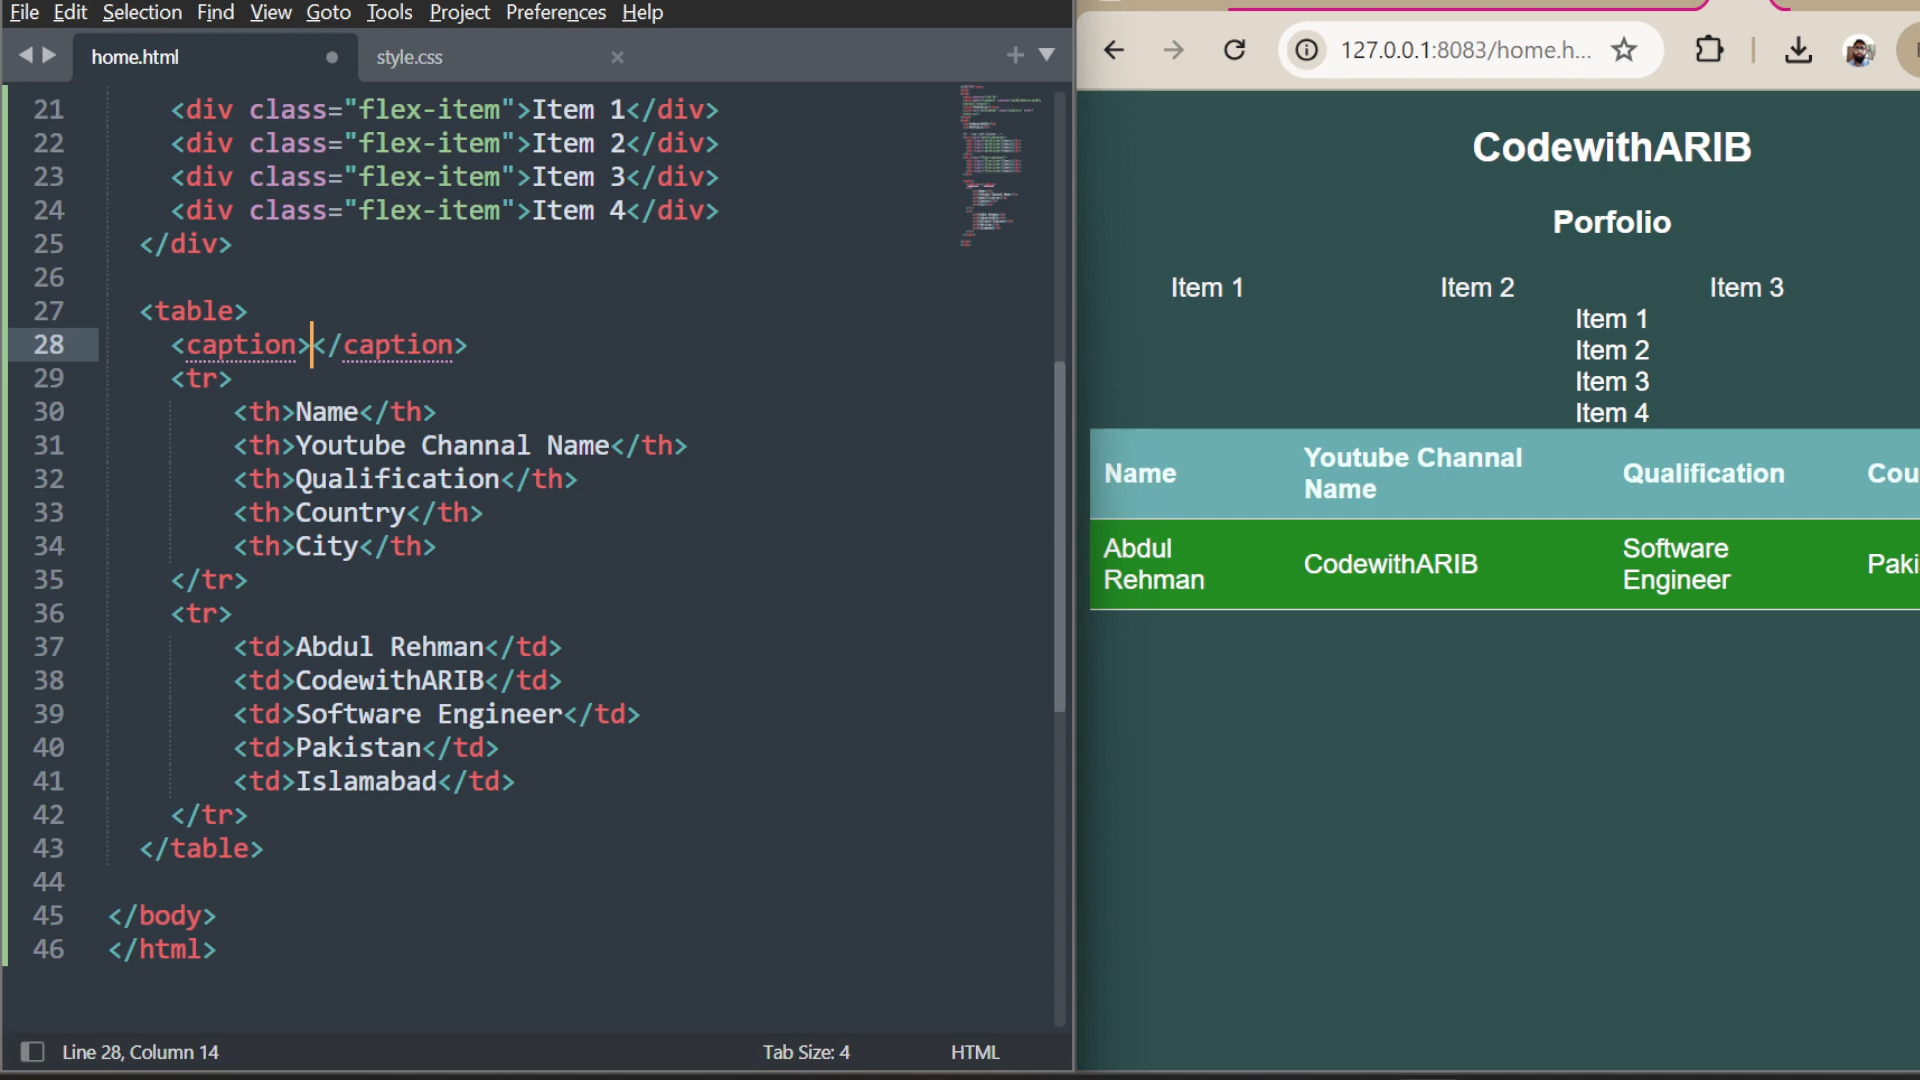 File Edit Selection Find View Goto Tools Project Preferences Help
home.html style.css
127.0.0.1:8083/home.h...
21 <div class="flex-item">Item 1</div>
22 <div class="flex-item">Item 2</div>
23 <div class="flex-item">Item 3</div>
24 <div class="flex-item">Item 4</div>
25 </div>
26
27 <table>
28 <caption></caption>
29 <tr>
30 <th>Name</th>
31 <th>Youtube Channal Name</th>
32 <th>Qualification</th>
33 <th>Country</th>
34 <th>City</th>
35 </tr>
36 <tr>
37 <td>Abdul Rehman</td>
38 <td>CodewithARIB</td>
39 <td>Software Engineer</td>
40 <td>Pakistan</td>
41 <td>Islamabad</td>
42 </tr>
43 </table>
44
45 </body>
46 </html>
Line 28, Column 14 Tab Size: 4 HTML
CodewithARIB
Porfolio
Item 1 Item 2 Item 3
Item 1
Item 2
Item 3
Item 4
Name Youtube Channal Name Qualification Cou
Abdul Rehman CodewithARIB Software Engineer Paki